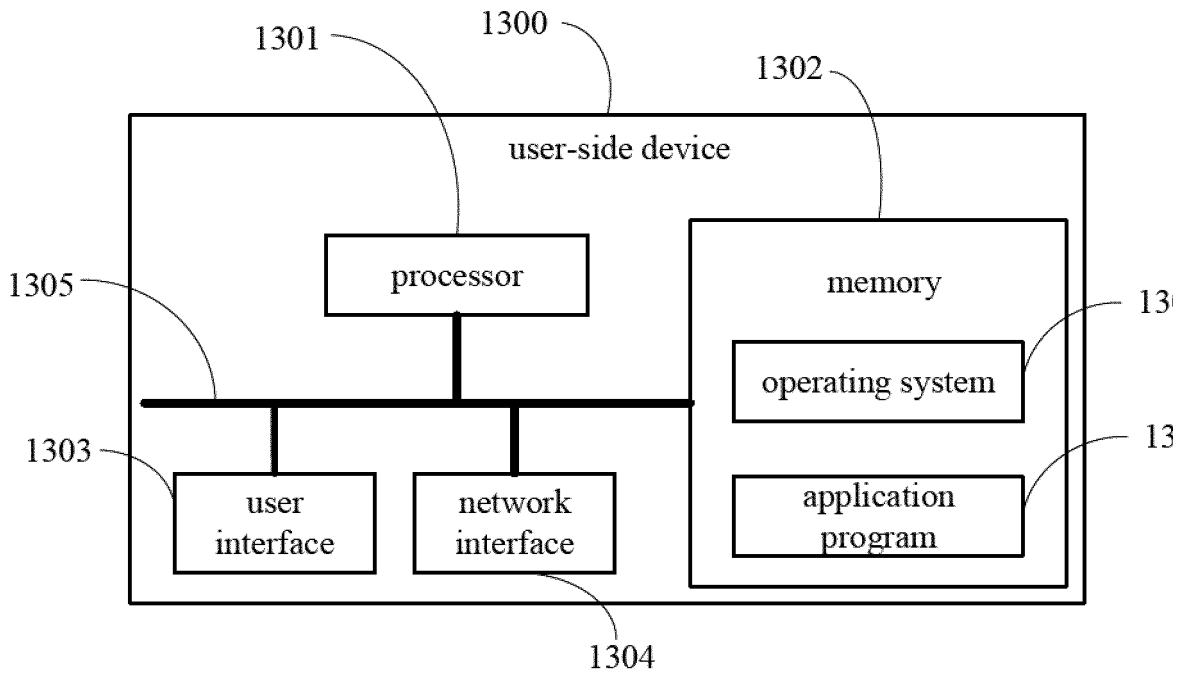 1300
1301
1302
user-side device
processor
memory
1305
operating system
1303
user
interface
network
interface
application
program
1304